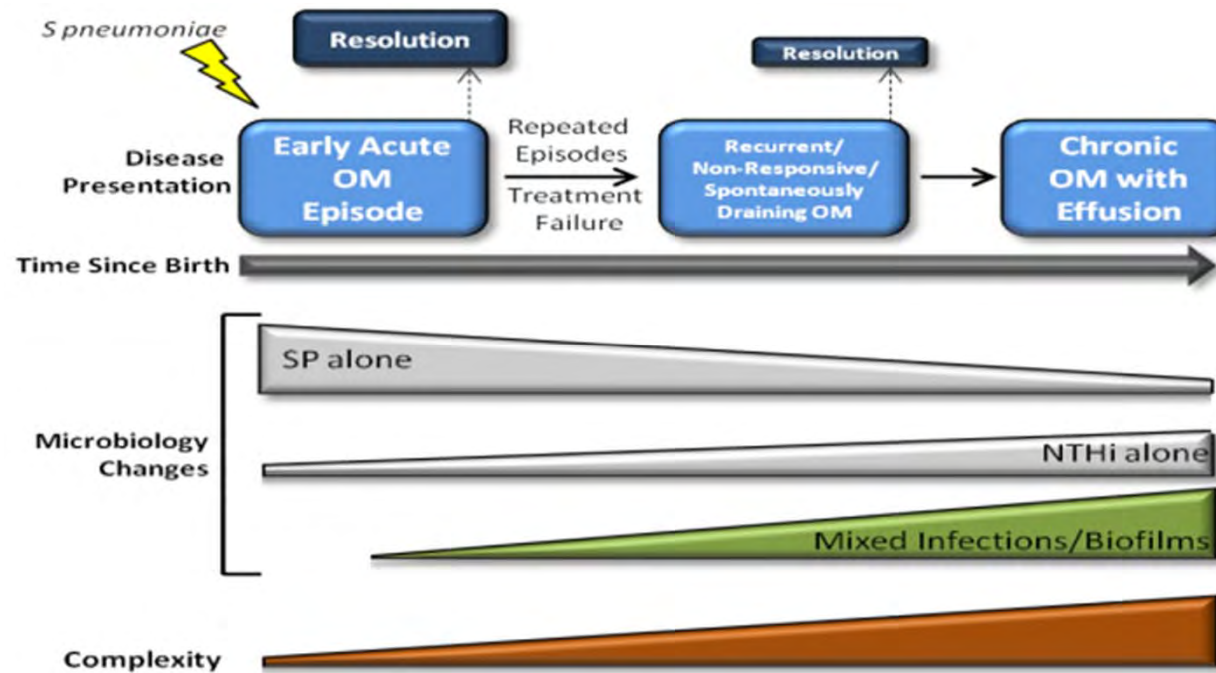 S pneumoniae
Resolution
Resolution
Disease
Presentation
Early Acute
OM
Episode
Repeated
Episodes
Treatment
Failure
Recurrent/
Non-Responsive/
Spontaneously
Draining OM
Chronic
OM with
Effusion
Time Since Birth
Microbiology
Changes
SP alone
NTHi alone
Mixed Infections/Biofilms
Complexity